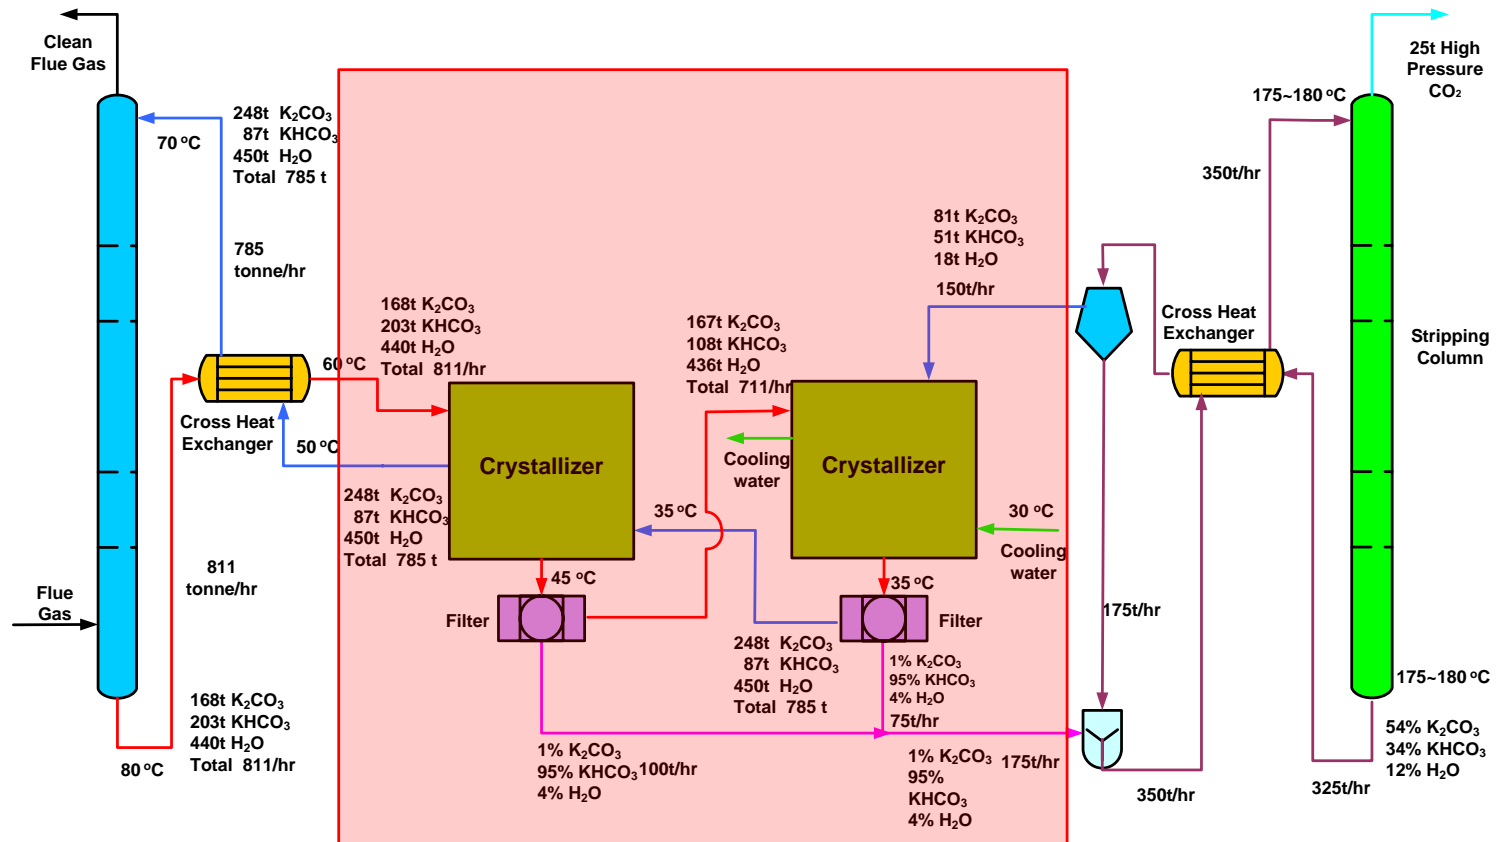 Clean
Flue Gas
70 °C
248t K₂CO₃
87t KHCO₃
450t H₂O
Total 785 t
785
tonne/hr
Cross Heat
Exchanger
60 °C
50 °C
811
tonne/hr
Flue
Gas
80 °C
168t K₂CO₃
203t KHCO₃
440t H₂O
Total 811/hr
168t K₂CO₃
203t KHCO₃
440t H₂O
Total 811/hr
Crystallizer
248t K₂CO₃
87t KHCO₃
450t H₂O
Total 785 t
45 °C
Filter
1% K₂CO₃
95% KHCO₃
4% H₂O
100t/hr
167t K₂CO₃
108t KHCO₃
436t H₂O
Total 711/hr
81t K₂CO₃
51t KHCO₃
18t H₂O
150t/hr
Crystallizer
Cooling
water
35 °C
30 °C
Cooling
water
35 °C
Filter
248t K₂CO₃
87t KHCO₃
450t H₂O
Total 785 t
1% K₂CO₃
95% KHCO₃
4% H₂O
75t/hr
1% K₂CO₃
95%
KHCO₃
4% H₂O
175t/hr
175t/hr
350t/hr
Cross Heat
Exchanger
350t/hr
175~180 °C
25t High
Pressure
CO₂
Stripping
Column
175~180 °C
54% K₂CO₃
34% KHCO₃
12% H₂O
325t/hr